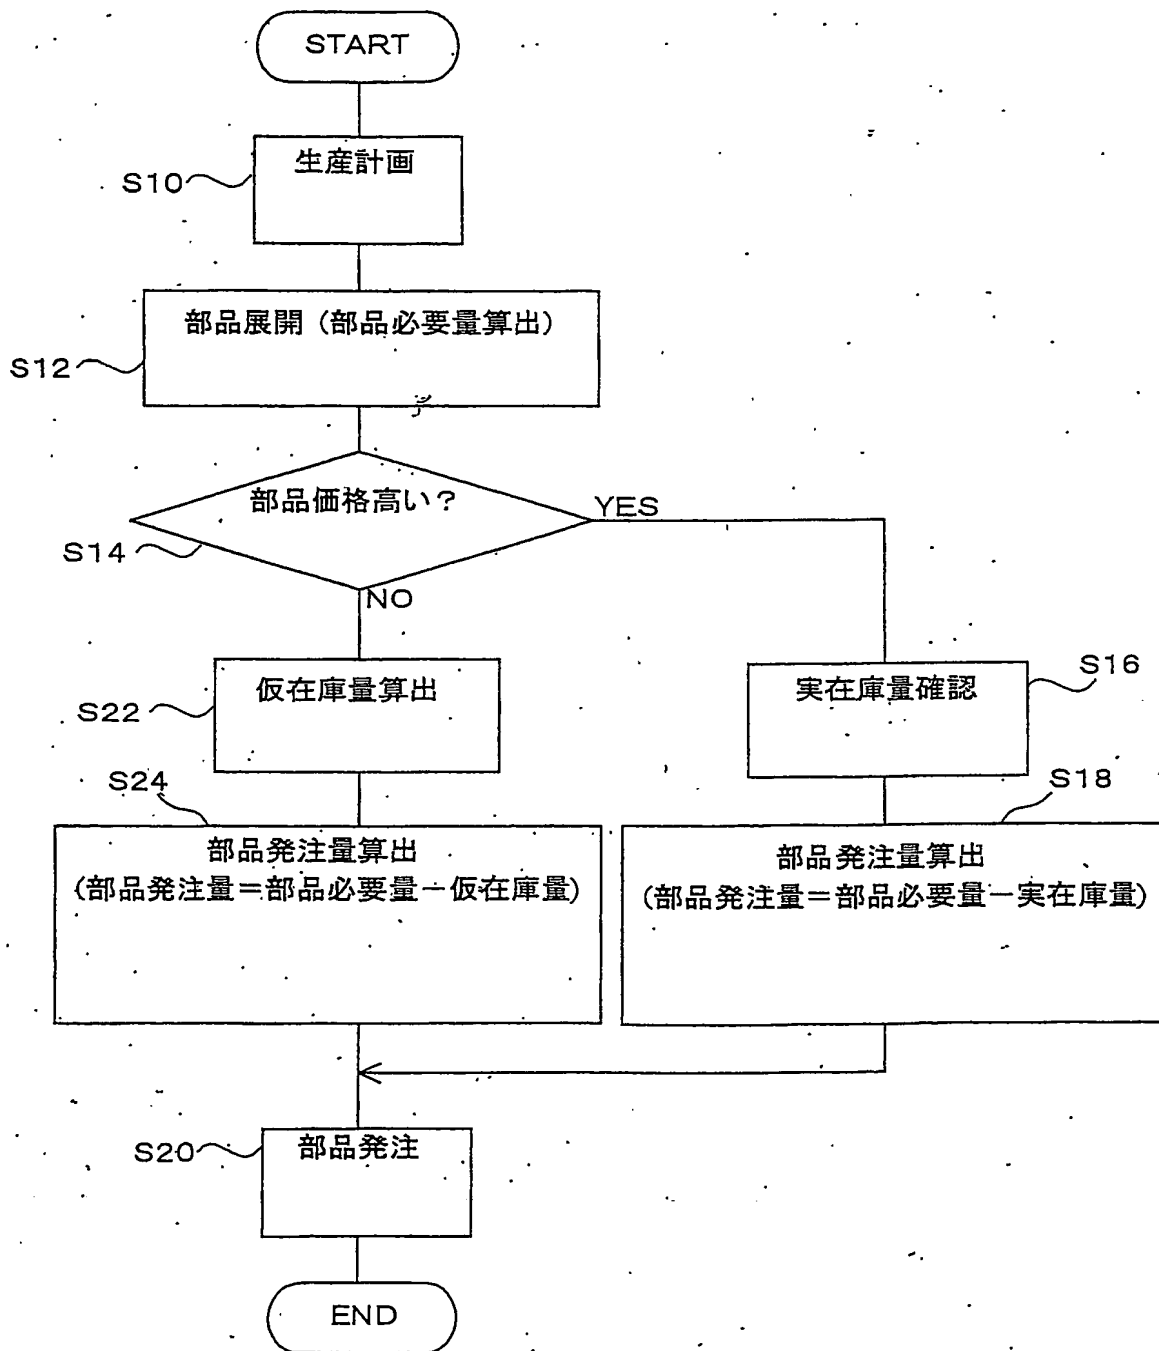 START
生産計画
S10
部品展開（部品必要量算出）
S12
部品価格高い？
YES
S14
NO
仮在庫量算出
S22
実在庫量確認
S16
S24
部品発注量算出
(部品発注量＝部品必要量－仮在庫量)
S18
部品発注量算出
(部品発注量＝部品必要量－実在庫量)
部品発注
S20
END